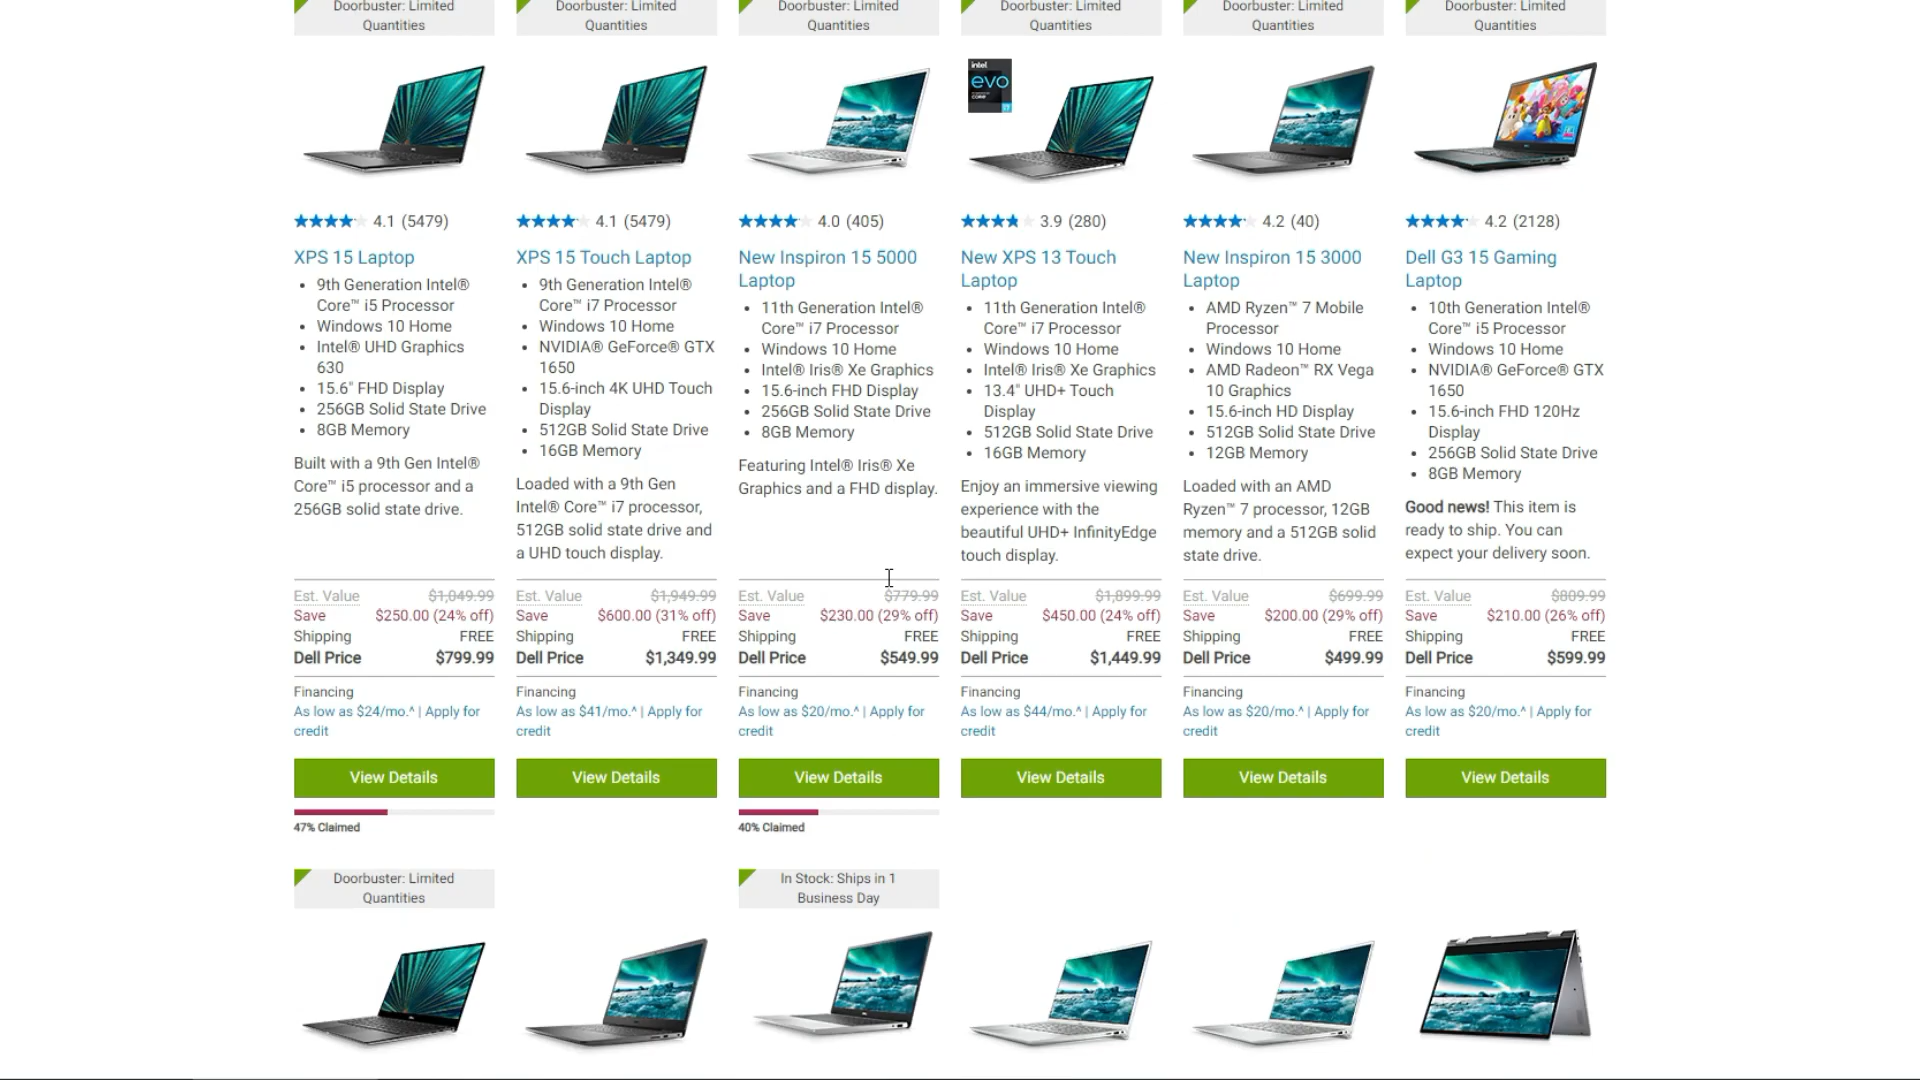 Doorbuster: Limited
Quantities
Doorbuster: Limited
Quantities
Doorbuster: Limited
Quantities
Doorbuster: Limited
Quantities
Doorbuster: Limited
Quantities
Doorbuster: Limited
Quantities
intel
evo
CORE
i7
4.1 (5479)
XPS 15 Laptop
• 9th Generation Intel®
Core™ i5 Processor
• Windows 10 Home
• Intel® UHD Graphics
630
• 15.6" FHD Display
• 256GB Solid State Drive
• 8GB Memory
Built with a 9th Gen Intel®
Core™ i5 processor and a
256GB solid state drive.
Est. Value $1,049.99
Save $250.00 (24% off)
Shipping FREE
Dell Price $799.99
Financing
As low as $24/mo.^ | Apply for
credit
View Details
47% Claimed
4.1 (5479)
XPS 15 Touch Laptop
• 9th Generation Intel®
Core™ i7 Processor
• Windows 10 Home
• NVIDIA® GeForce® GTX
1650
• 15.6-inch 4K UHD Touch
Display
• 512GB Solid State Drive
• 16GB Memory
Loaded with a 9th Gen
Intel® Core™ i7 processor,
512GB solid state drive and
a UHD touch display.
Est. Value $1,949.99
Save $600.00 (31% off)
Shipping FREE
Dell Price $1,349.99
Financing
As low as $41/mo.^ | Apply for
credit
View Details
4.0 (405)
New Inspiron 15 5000
Laptop
• 11th Generation Intel®
Core™ i7 Processor
• Windows 10 Home
• Intel® Iris® Xe Graphics
• 15.6-inch FHD Display
• 256GB Solid State Drive
• 8GB Memory
Featuring Intel® Iris® Xe
Graphics and a FHD display.
Est. Value $779.99
Save $230.00 (29% off)
Shipping FREE
Dell Price $549.99
Financing
As low as $20/mo.^ | Apply for
credit
View Details
40% Claimed
3.9 (280)
New XPS 13 Touch
Laptop
• 11th Generation Intel®
Core™ i7 Processor
• Windows 10 Home
• Intel® Iris® Xe Graphics
• 13.4" UHD+ Touch
Display
• 512GB Solid State Drive
• 16GB Memory
Enjoy an immersive viewing
experience with the
beautiful UHD+ InfinityEdge
touch display.
Est. Value $1,899.99
Save $450.00 (24% off)
Shipping FREE
Dell Price $1,449.99
Financing
As low as $44/mo.^ | Apply for
credit
View Details
4.2 (40)
New Inspiron 15 3000
Laptop
• AMD Ryzen™ 7 Mobile
Processor
• Windows 10 Home
• AMD Radeon™ RX Vega
10 Graphics
• 15.6-inch HD Display
• 512GB Solid State Drive
• 12GB Memory
Loaded with an AMD
Ryzen™ 7 processor, 12GB
memory and a 512GB solid
state drive.
Est. Value $699.99
Save $200.00 (29% off)
Shipping FREE
Dell Price $499.99
Financing
As low as $20/mo.^ | Apply for
credit
View Details
4.2 (2128)
Dell G3 15 Gaming
Laptop
• 10th Generation Intel®
Core™ i5 Processor
• Windows 10 Home
• NVIDIA® GeForce® GTX
1650
• 15.6-inch FHD 120Hz
Display
• 256GB Solid State Drive
• 8GB Memory
Good news! This item is
ready to ship. You can
expect your delivery soon.
Est. Value $809.99
Save $210.00 (26% off)
Shipping FREE
Dell Price $599.99
Financing
As low as $20/mo.^ | Apply for
credit
View Details
Doorbuster: Limited
Quantities
In Stock: Ships in 1
Business Day